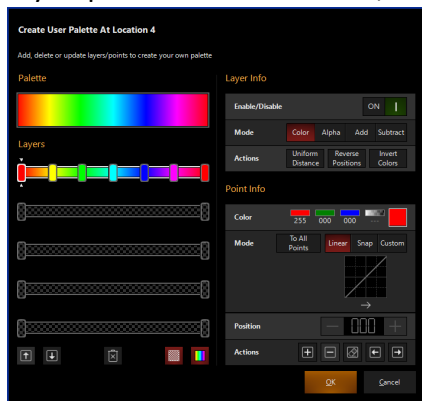 Create User Palette At Location 4
Add, delete or update layers/points to create your own palette
Palette
Layers
Layer Info
Enable/Disable ON
Mode Color Alpha Add Subtract
Actions Uniform Distance Reverse Positions Invert Colors
Point Info
Color 255 000 000 ---
Mode To All Points Linear Snap Custom
Position 000
Actions
OK Cancel